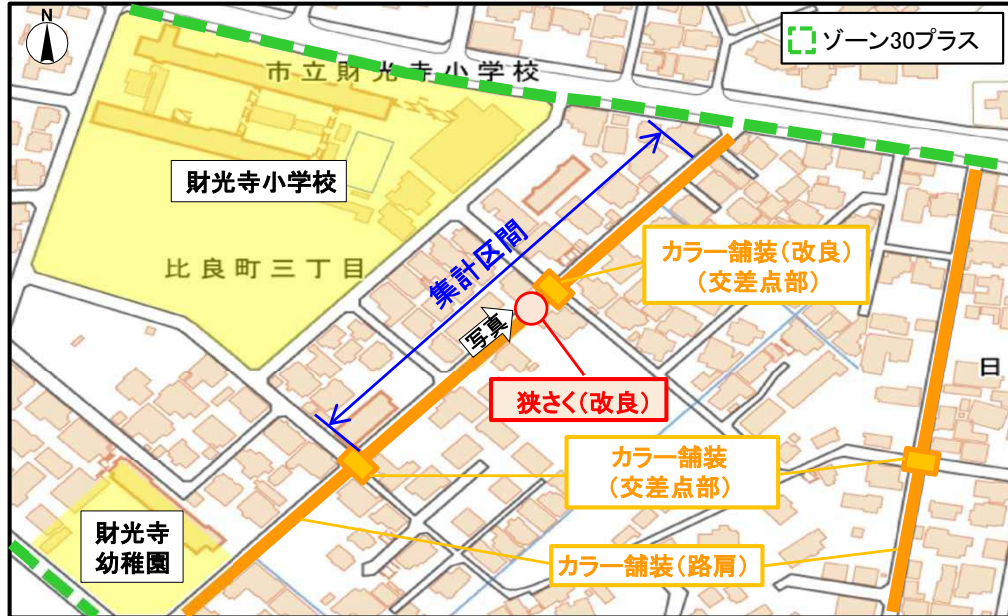 N
ゾーン30プラス
市立財光寺小学校
財光寺小学校
比良町三丁目
集計区間
カラー舗装(改良)
(交差点部)
写真
狭さく(改良)
日
カラー舗装
(交差点部)
財光寺
幼稚園
カラー舗装(路肩)